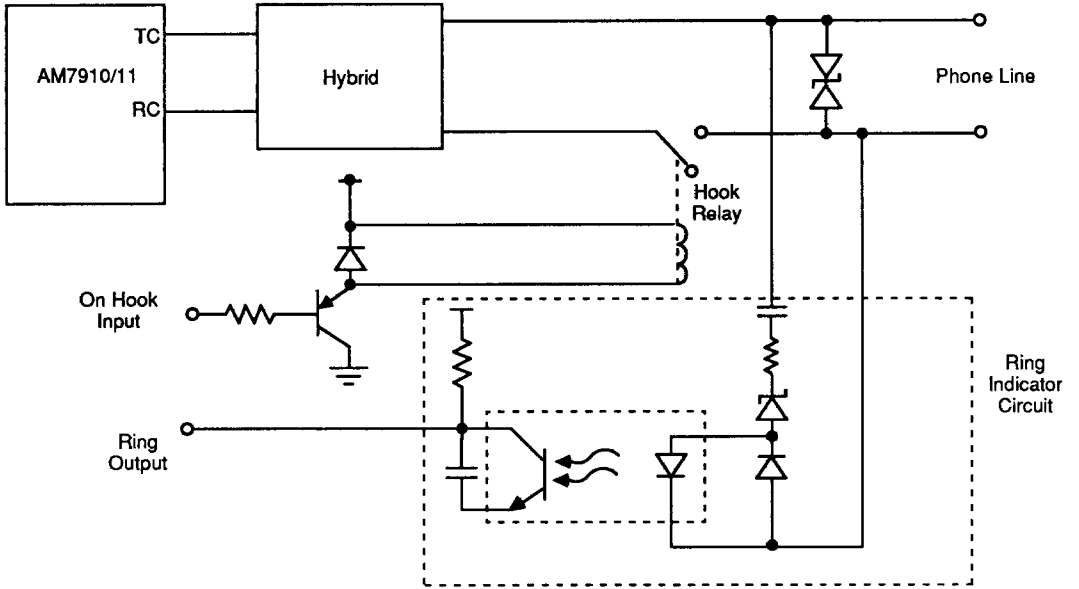 TC
AM7910/11
Hybrid
Phone Line
RC
Hook
Relay
On Hook
Input
Ring
Indicator
Circuit
Ring
Output